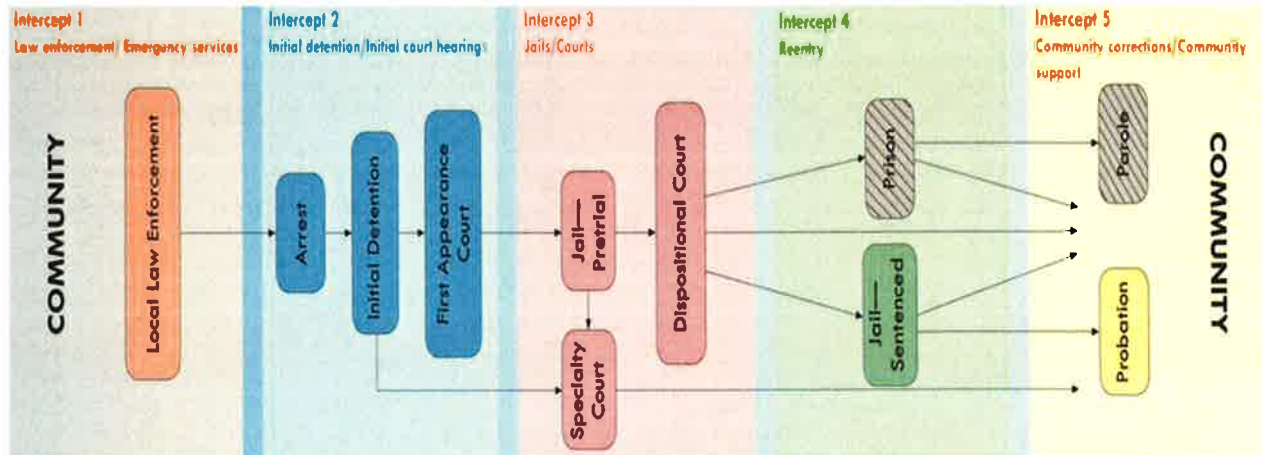 Intercept 1
Law enforcement/ Emergency services
COMMUNITY
Local Law Enforcement
Intercept 2
Initial detention/Initial court hearings
Arrest
Initial Detention
First Appearance
Court
Intercept 3
Jails/Courts
Jail—
Pretrial
Specialty
Court
Dispositional Court
Intercept 4
Reentry
Prison
Jail—
Sentenced
Intercept 5
Community corrections/Community
support
Parole
Probation
COMMUNITY